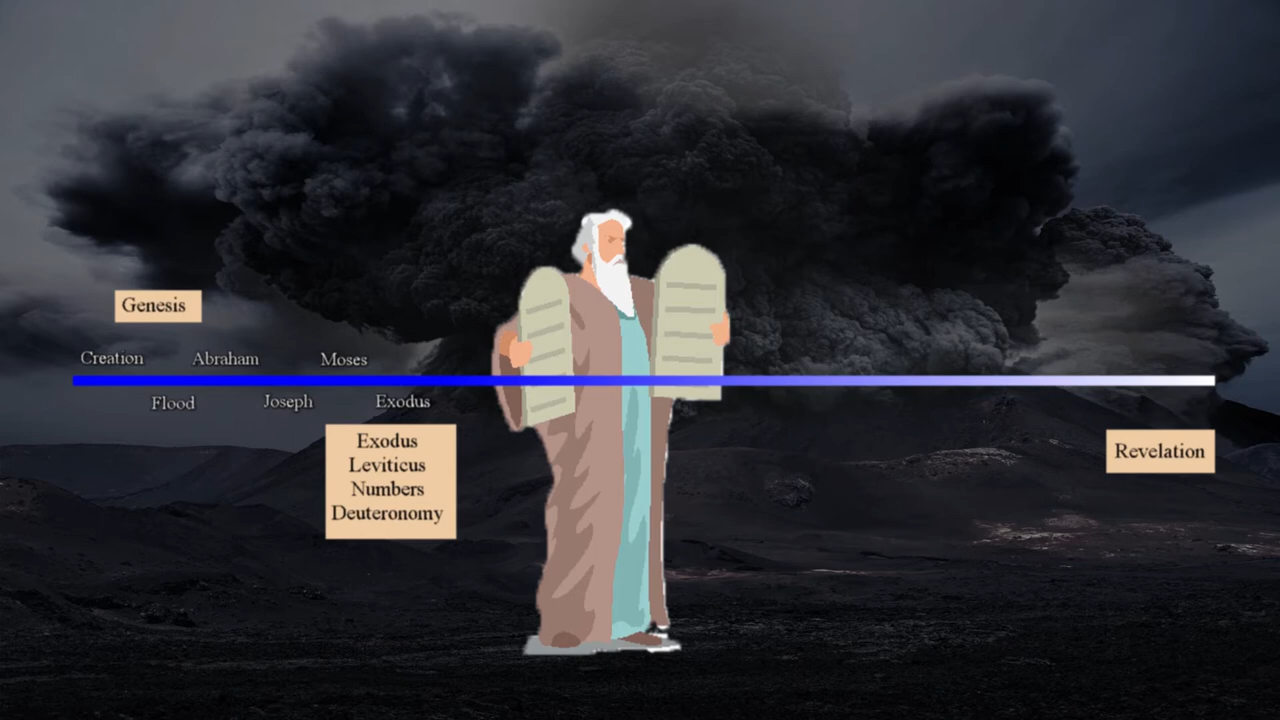 Genesis
Creation Abraham Moses
Flood Joseph Exodus
Exodus
Leviticus
Numbers
Deuteronomy
Revelation